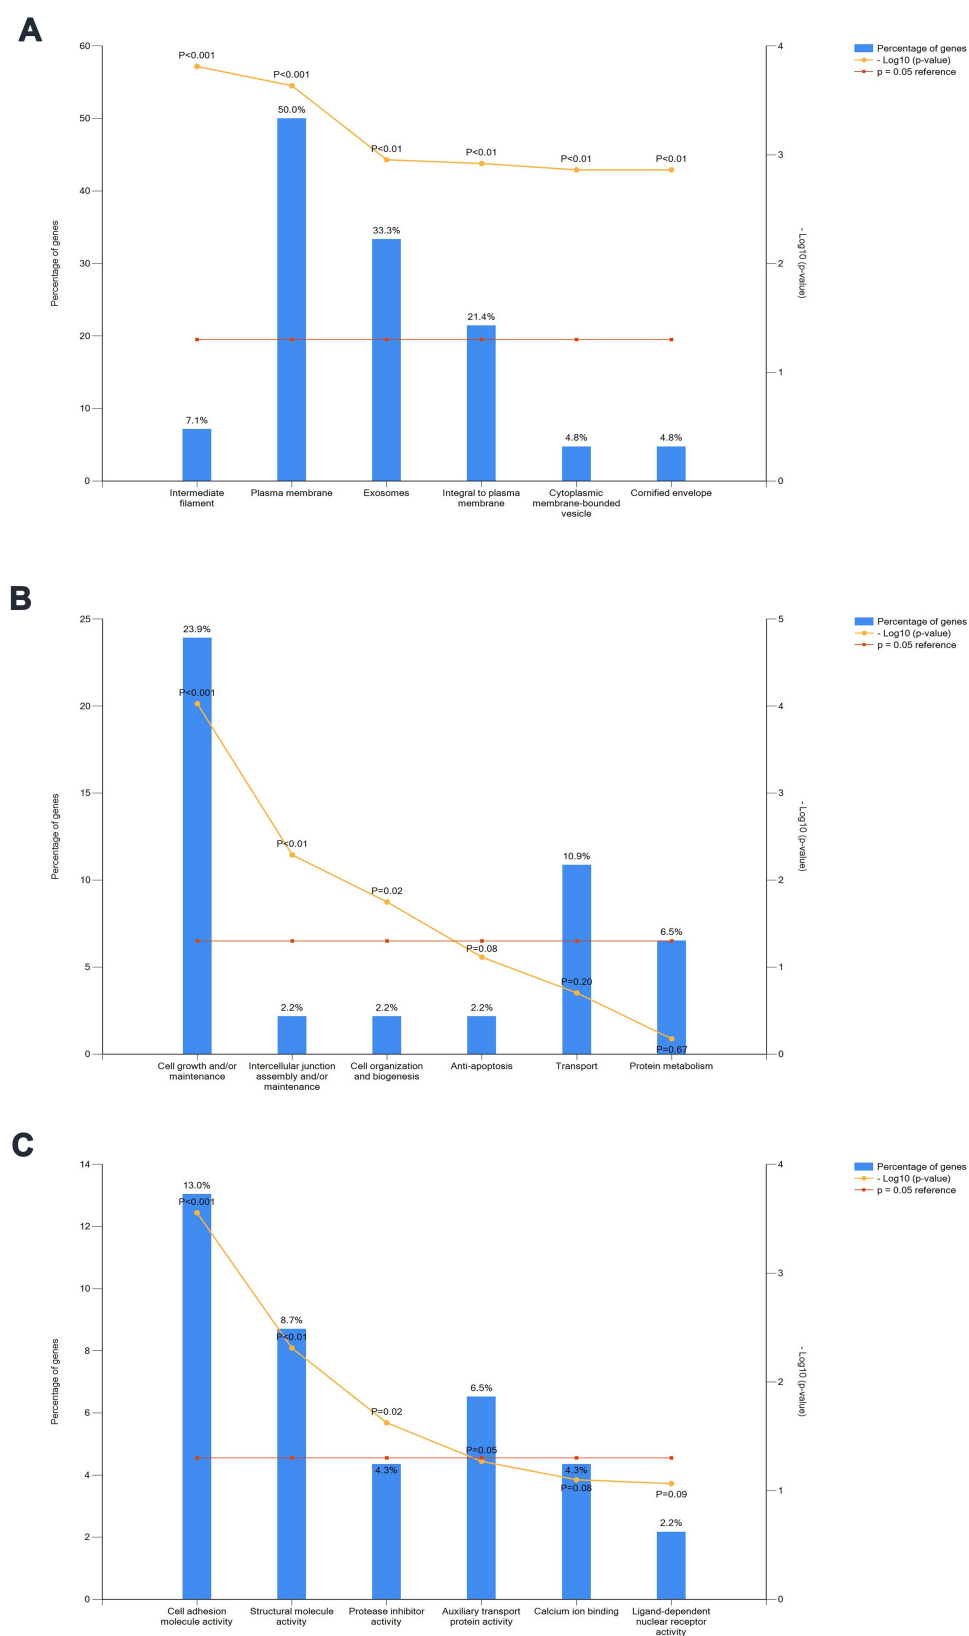 A
60
50
40
30
20
10
0
Percentage of genes
4
3
2
1
0
- Log10 (p-value)
P<0.001
P<0.001
P<0.01
P<0.01
P<0.01
P<0.01
7.1%
50.0%
33.3%
21.4%
4.8%
4.8%
Intermediate
filament
Plasma membrane
Exosomes
Integral to plasma
membrane
Cytoplasmic
membrane-bounded
vesicle
Cornified envelope
Percentage of genes
- Log10 (p-value)
p = 0.05 reference
B
25
20
15
10
5
0
Percentage of genes
5
4
3
2
1
0
- Log10 (p-value)
23.9%
2.2%
2.2%
2.2%
10.9%
6.5%
P<0.001
P<0.01
P=0.02
P=0.08
P=0.20
P=0.67
Cell growth and/or
maintenance
Intercellular junction
assembly and/or
maintenance
Cell organization
and biogenesis
Anti-apoptosis
Transport
Protein metabolism
Percentage of genes
- Log10 (p-value)
p = 0.05 reference
C
14
12
10
8
6
4
2
0
Percentage of genes
4
3
2
1
0
- Log10 (p-value)
13.0%
8.7%
4.3%
6.5%
4.3%
2.2%
P<0.001
P<0.01
P=0.02
P=0.05
P=0.08
P=0.09
Cell adhesion
molecule activity
Structural molecule
activity
Protease inhibitor
activity
Auxiliary transport
protein activity
Calcium ion binding
Ligand-dependent
nuclear receptor
activity
Percentage of genes
- Log10 (p-value)
p = 0.05 reference